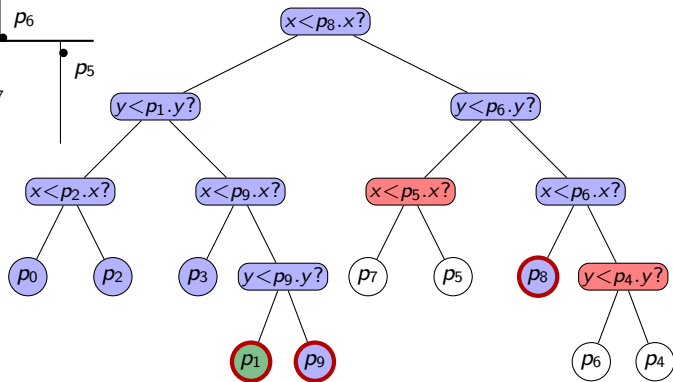 p6
x<p8.x?
p5
y<p1.y?
y<p6.y?
x<p2.x?
x<p9.x?
x<p5.x?
x<p6.x?
p0
p2
p3
y<p9.y?
p7
p5
p8
y<p4.y?
p1
p9
p6
p4